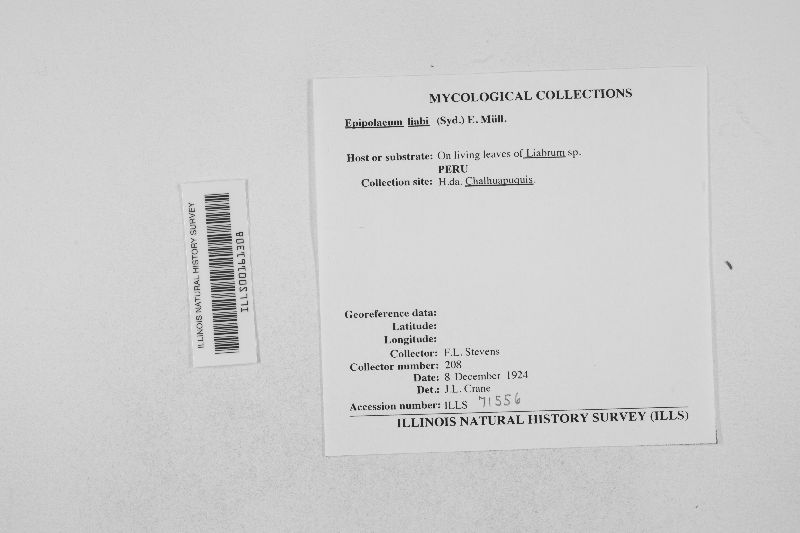 ILLINOIS NATURAL HISTORY SURVEY
ILLS00161308
MYCOLOGICAL COLLECTIONS
Epipolaeum liabi (Syd.) E. Müll.
Host or substrate: On living leaves of Liabrum sp.
PERU
Collection site: H.da. Chalhuapuquis.
Georeference data:
Latitude:
Longitude:
Collector: F.L. Stevens
Collector number: 208
Date: 8 December 1924
Det.: J.L. Crane
Accession number: ILLS 71556
ILLINOIS NATURAL HISTORY SURVEY (ILLS)